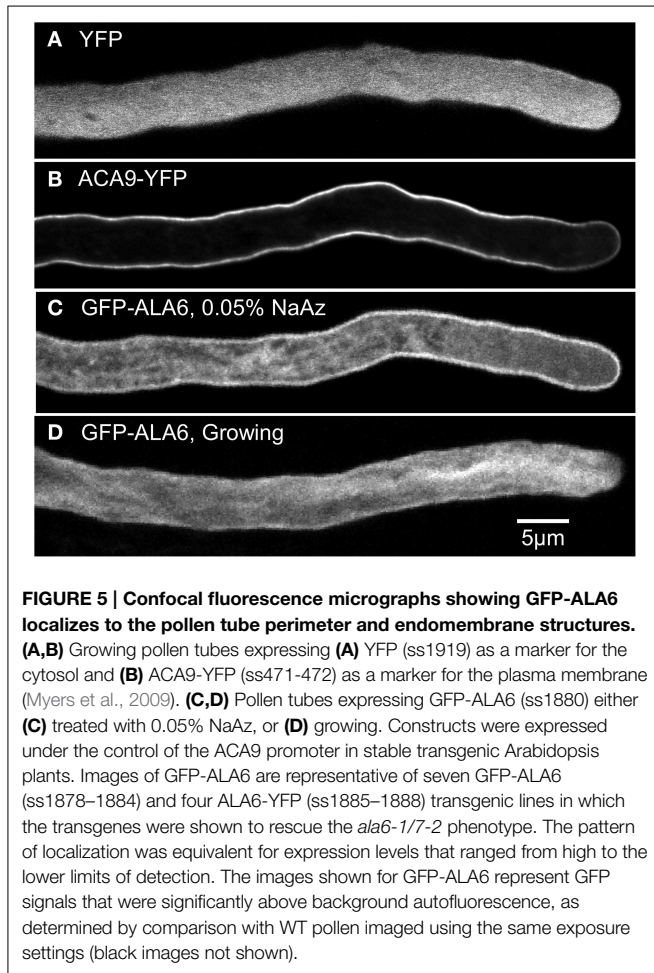 A YFP
B ACA9-YFP
C GFP-ALA6, 0.05% NaAz
D GFP-ALA6, Growing
5µm
FIGURE 5 | Confocal fluorescence micrographs showing GFP-ALA6
localizes to the pollen tube perimeter and endomembrane structures.
(A,B) Growing pollen tubes expressing (A) YFP (ss1919) as a marker for the
cytosol and (B) ACA9-YFP (ss471-472) as a marker for the plasma membrane
(Myers et al., 2009). (C,D) Pollen tubes expressing GFP-ALA6 (ss1880) either
(C) treated with 0.05% NaAz, or (D) growing. Constructs were expressed
under the control of the ACA9 promoter in stable transgenic Arabidopsis
plants. Images of GFP-ALA6 are representative of seven GFP-ALA6
(ss1878–1884) and four ALA6-YFP (ss1885–1888) transgenic lines in which
the transgenes were shown to rescue the ala6-1/7-2 phenotype. The pattern
of localization was equivalent for expression levels that ranged from high to the
lower limits of detection. The images shown for GFP-ALA6 represent GFP
signals that were significantly above background autofluorescence, as
determined by comparison with WT pollen imaged using the same exposure
settings (black images not shown).